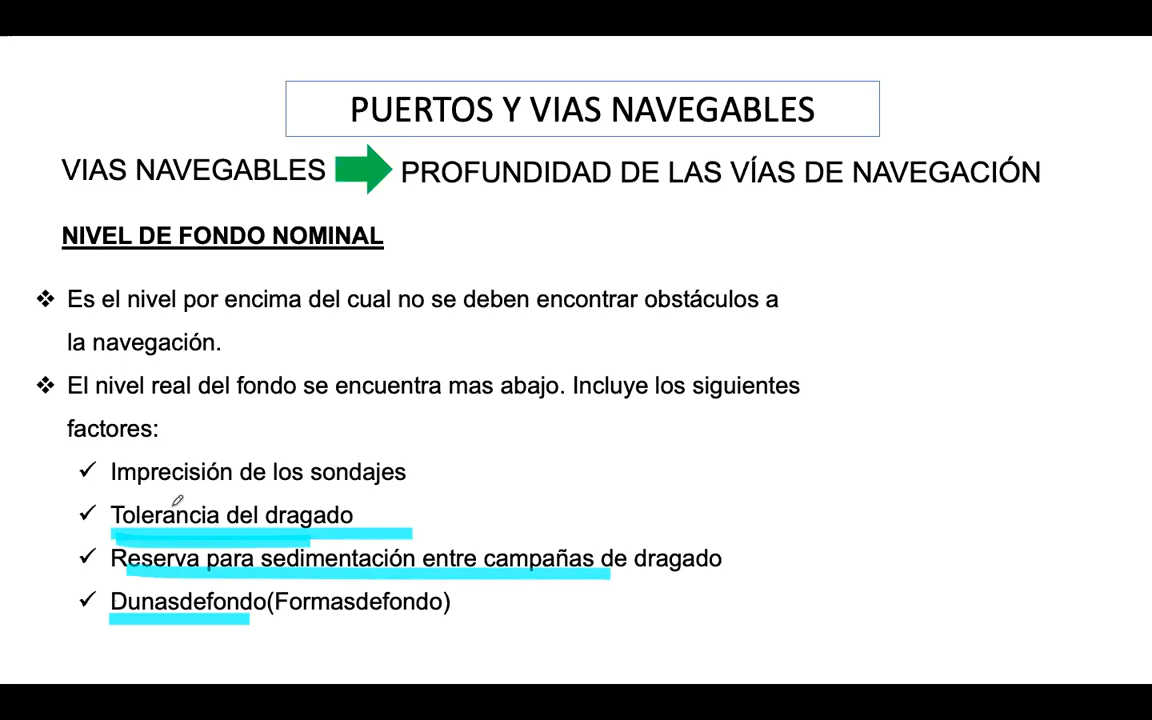 PUERTOS Y VIAS NAVEGABLES
VIAS NAVEGABLES PROFUNDIDAD DE LAS VÍAS DE NAVEGACIÓN
NIVEL DE FONDO NOMINAL
Es el nivel por encima del cual no se deben encontrar obstáculos a
la navegación.
El nivel real del fondo se encuentra mas abajo. Incluye los siguientes
factores:
Imprecisión de los sondajes
Tolerancia del dragado
Reserva para sedimentación entre campañas de dragado
Dunasdefondo(Formasdefondo)